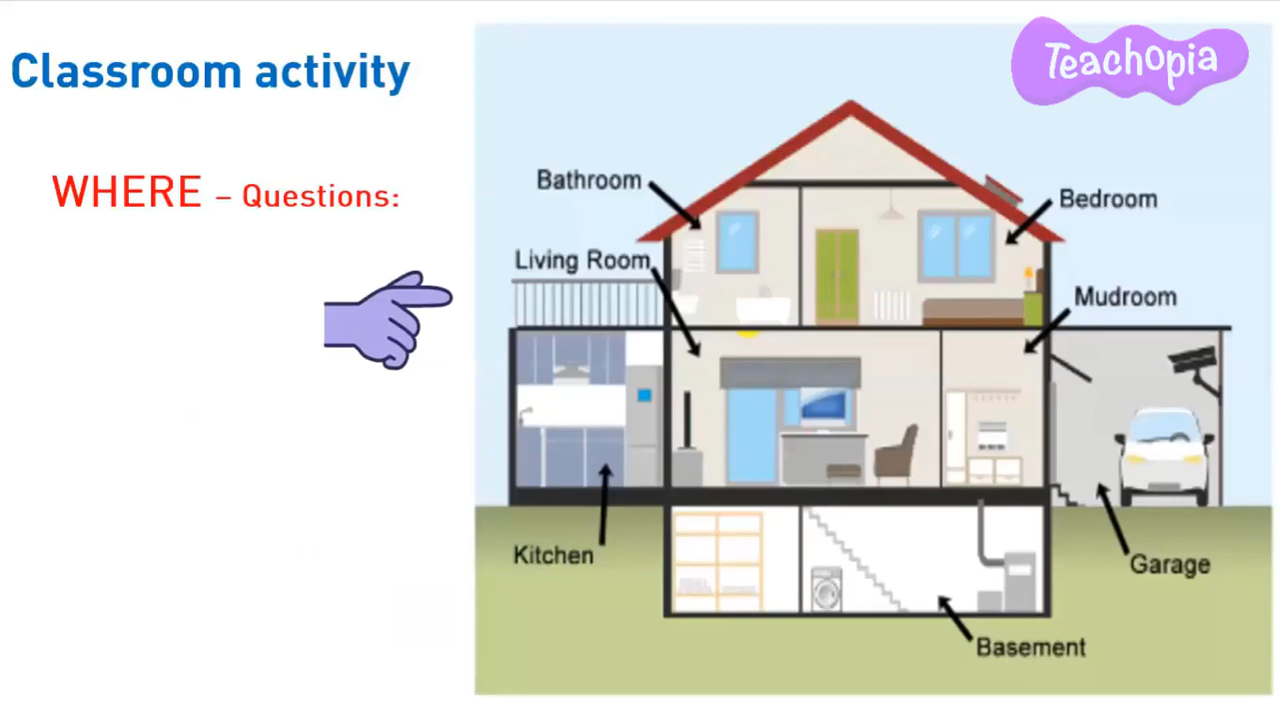 Classroom activity
Teachopia
WHERE – Questions:
Bathroom
Bedroom
Living Room
Mudroom
Kitchen
Garage
Basement